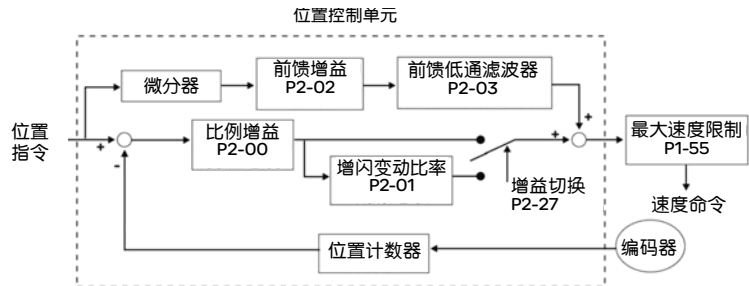 位置控制单元
微分器
前馈增益
P2-02
前馈低通滤波器
P2-03
位置
指令
比例增益
P2-00
增闪变动比率
P2-01
增益切换
P2-27
最大速度限制
P1-55
速度命令
位置计数器
编码器
+
-
+
+